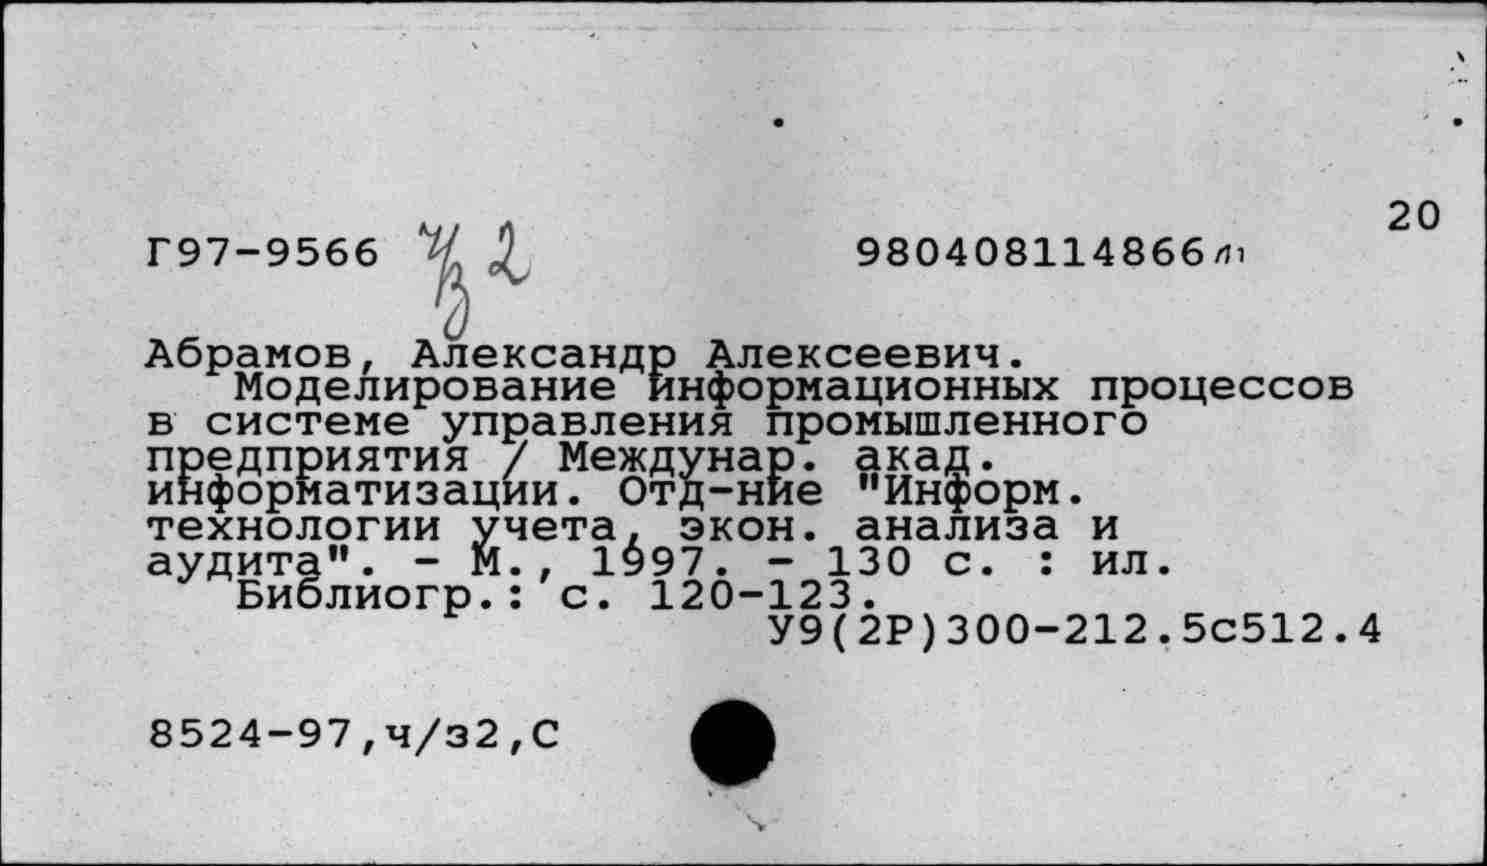 20
Г97-9566 ч/з 2 980408114866
Абрамов, Александр Алексеевич.
Моделирование информационных процессов
в системе управления промышленного
предприятия / Междунар. акад.
информатизации. Отд-ние "Информ.
технологии учета, экон. анализа и
аудита". - М., 1997. - 130 с. : ил.
Библиогр.: с. 120-123.
У9(2Р)300-212.5с512.4
8524-97,ч/з2,С